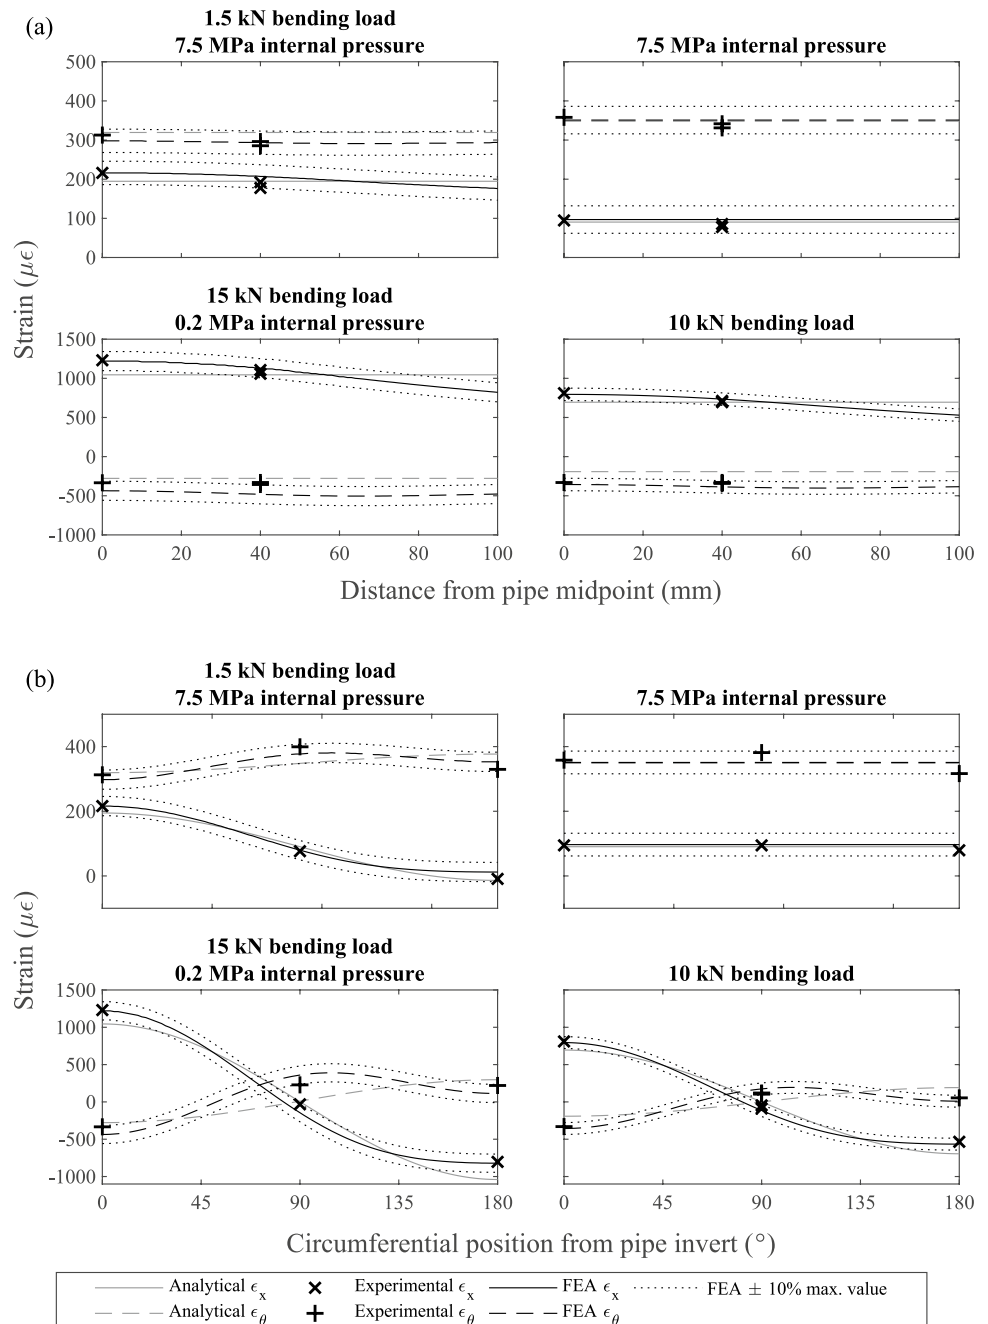 (a)
1.5 kN bending load
7.5 MPa internal pressure
7.5 MPa internal pressure
500
400
300
200
100
0
15 kN bending load
0.2 MPa internal pressure
10 kN bending load
1500
1000
500
0
-500
-1000
0 20 40 60 80 100
0 20 40 60 80 100
Strain (με)
Distance from pipe midpoint (mm)
(b)
1.5 kN bending load
7.5 MPa internal pressure
7.5 MPa internal pressure
400
200
0
15 kN bending load
0.2 MPa internal pressure
10 kN bending load
1500
1000
500
0
-500
-1000
0 45 90 135 180
0 45 90 135 180
Strain (με)
Circumferential position from pipe invert (°)
Analytical ϵx Experimental ϵx FEA ϵx FEA ± 10% max. value
Analytical ϵθ Experimental ϵθ FEA ϵθ